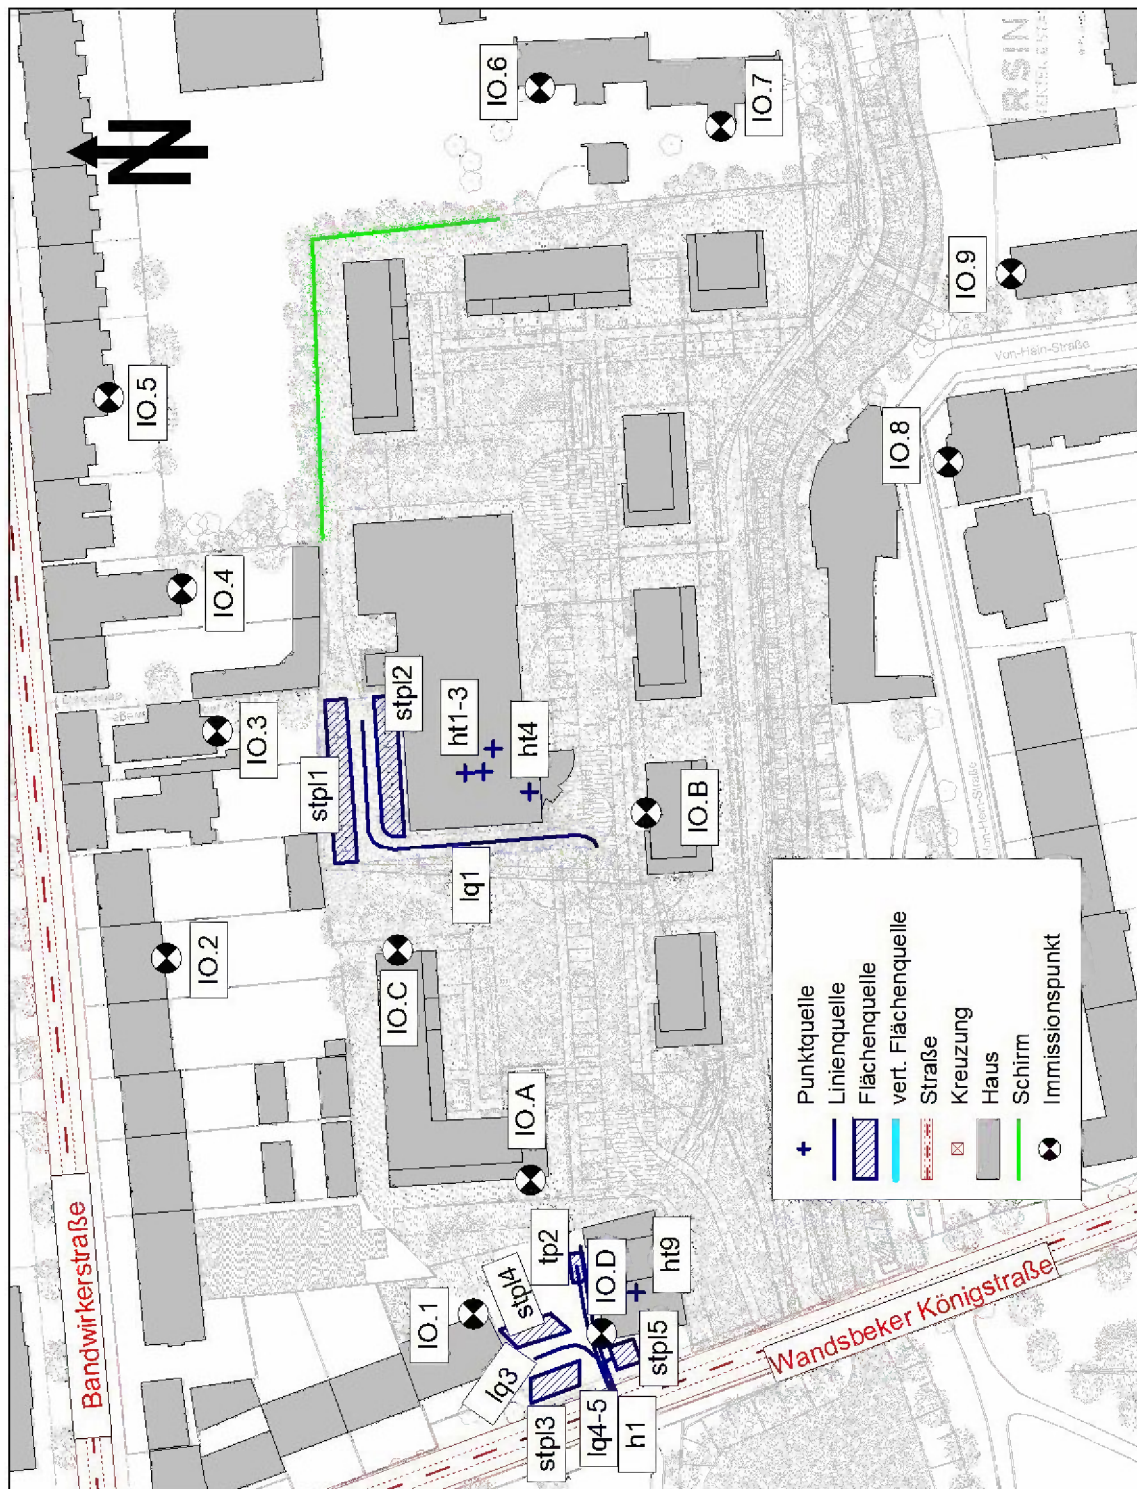 N
IO.6
IO.7
RSIN
IO.5
IO.9
Von-Hain-Straße
IO.4
IO.8
IO.3
stpl1
stpl2
ht1-3
ht4
lq1
IO.B
IO.2
IO.C
IO.A
Bandwirkerstraße
tp2
IO.D
ht9
stpl4
IO.1
lq3
stpl3
stpl5
lq4-5
h1
Wandsbeker Königstraße
Punktquelle
Linienquelle
Flächenquelle
vert. Flächenquelle
Straße
Kreuzung
Haus
Schirm
Immissionspunkt